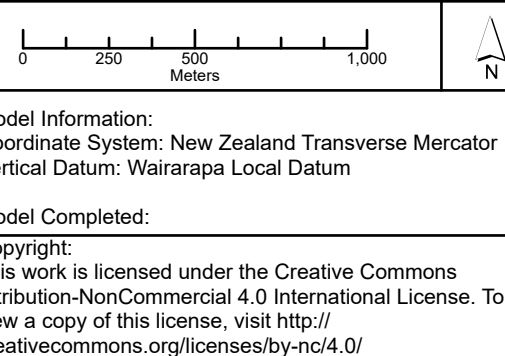 0 250 500 1,000
Meters
N
odel Information:
oordinate System: New Zealand Transverse Mercator
ertical Datum: Wairarapa Local Datum
odel Completed:
opyright:
is work is licensed under the Creative Commons
tribution-NonCommercial 4.0 International License. To
ew a copy of this license, visit http://
eativecommons.org/licenses/by-nc/4.0/